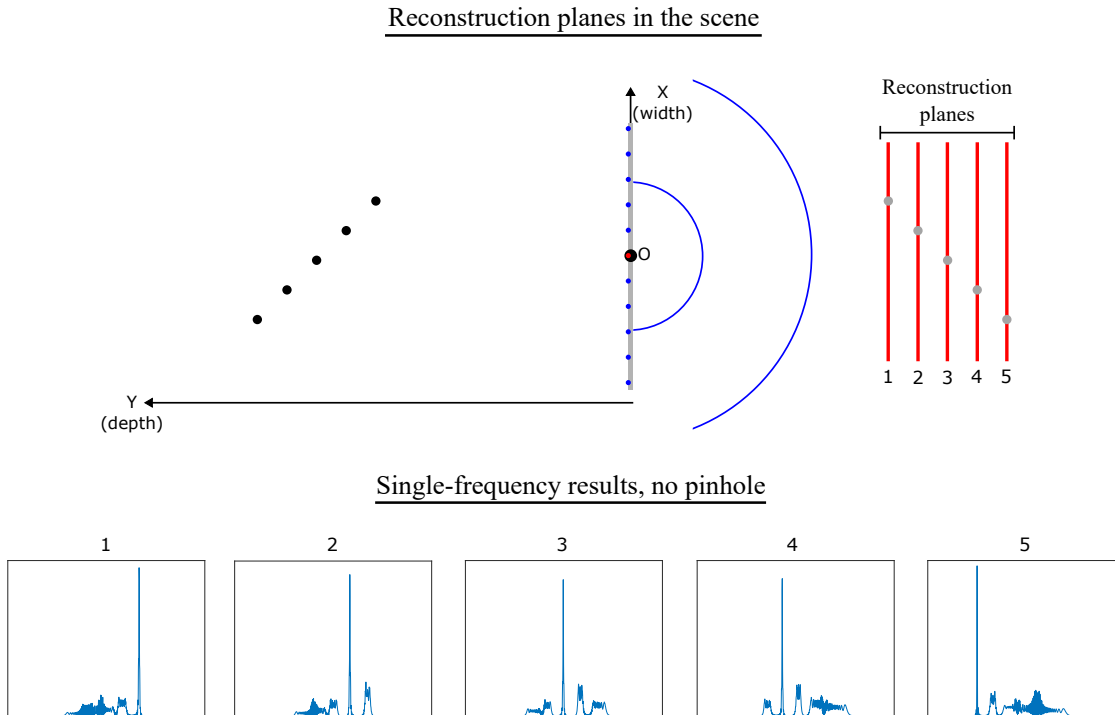 Reconstruction planes in the scene
X
(width)
O
Y
(depth)
Reconstruction
planes
1 2 3 4 5
Single-frequency results, no pinhole
1 2 3 4 5